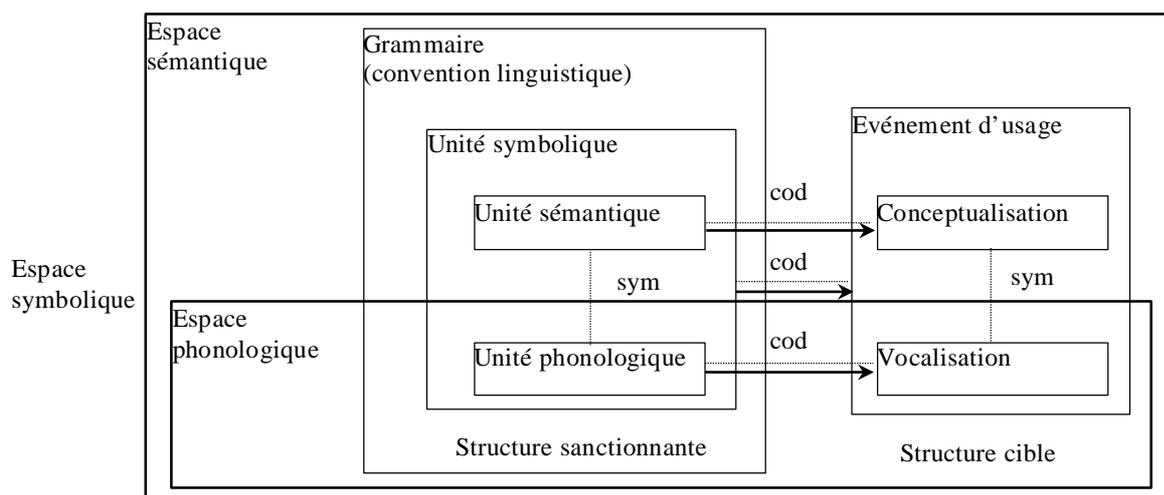 Espace
sémantique
Grammaire
(convention linguistique)
Evénement d'usage
Unité symbolique
cod
Unité sémantique
Conceptualisation
cod
Espace
symbolique
sym
sym
Espace
phonologique
cod
Unité phonologique
Vocalisation
Structure sanctionnante
Structure cible